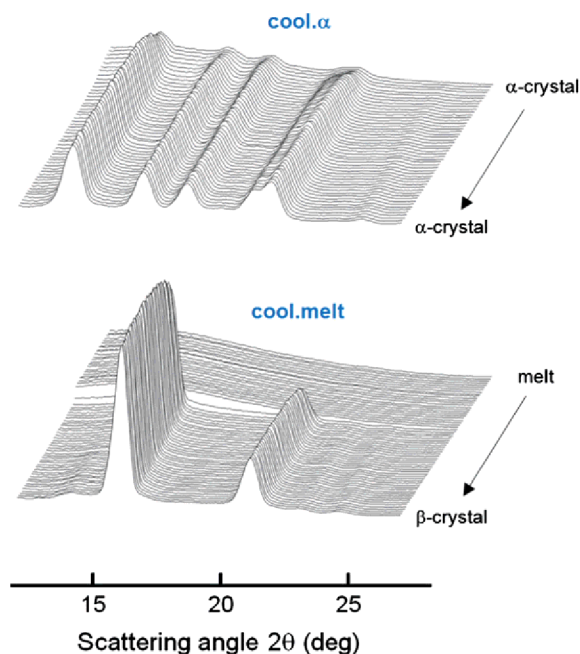 cool.α
α-crystal
α-crystal
cool.melt
melt
β-crystal
15 20 25
Scattering angle 2θ (deg)